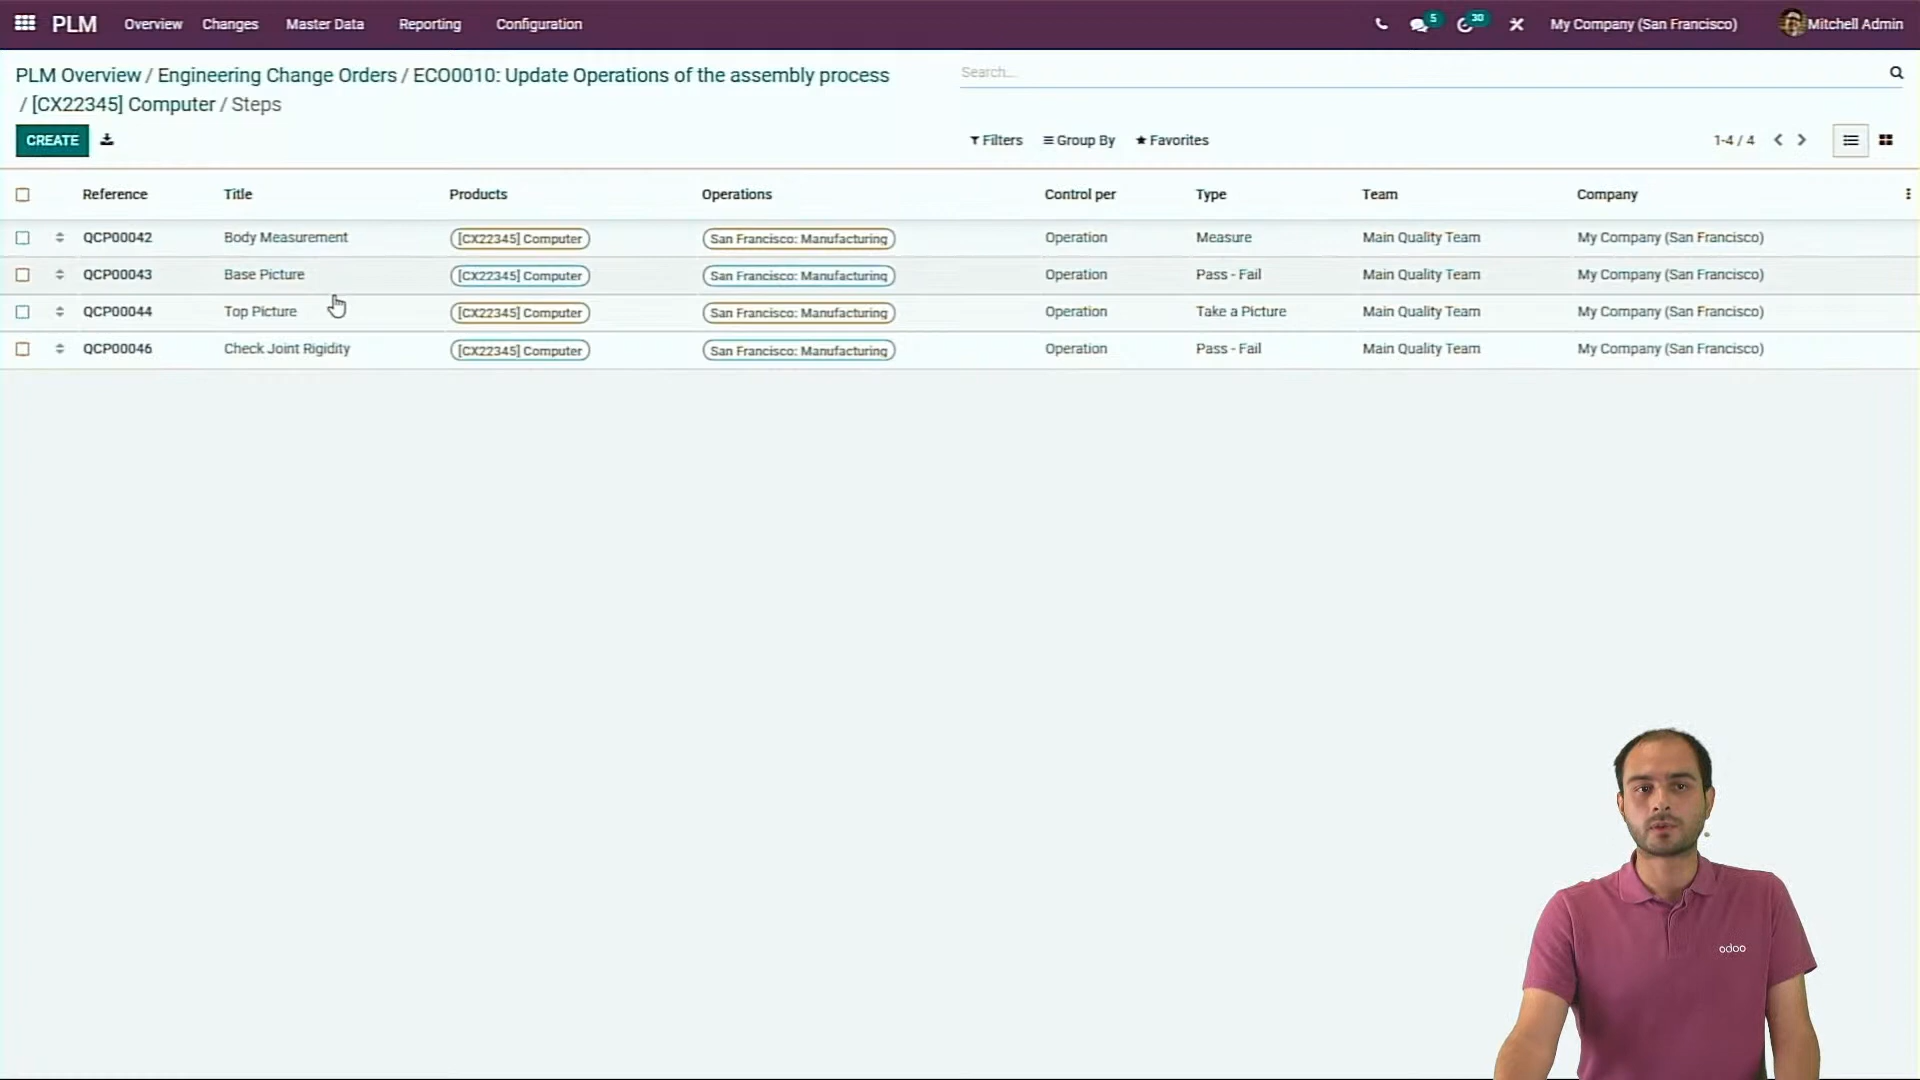 PLM Overview Changes Master Data Reporting Configuration 5 30 My Company (San Francisco) Mitchell Admin
PLM Overview / Engineering Change Orders / ECO0010: Update Operations of the assembly process
/ [CX22345] Computer / Steps
Search...
CREATE Filters Group By Favorites 1-4 / 4
Reference Title Products Operations Control per Type Team Company
QCP00042 Body Measurement [CX22345] Computer San Francisco: Manufacturing Operation Measure Main Quality Team My Company (San Francisco)
QCP00043 Base Picture [CX22345] Computer San Francisco: Manufacturing Operation Pass - Fail Main Quality Team My Company (San Francisco)
QCP00044 Top Picture [CX22345] Computer San Francisco: Manufacturing Operation Take a Picture Main Quality Team My Company (San Francisco)
QCP00046 Check Joint Rigidity [CX22345] Computer San Francisco: Manufacturing Operation Pass - Fail Main Quality Team My Company (San Francisco)
odoo